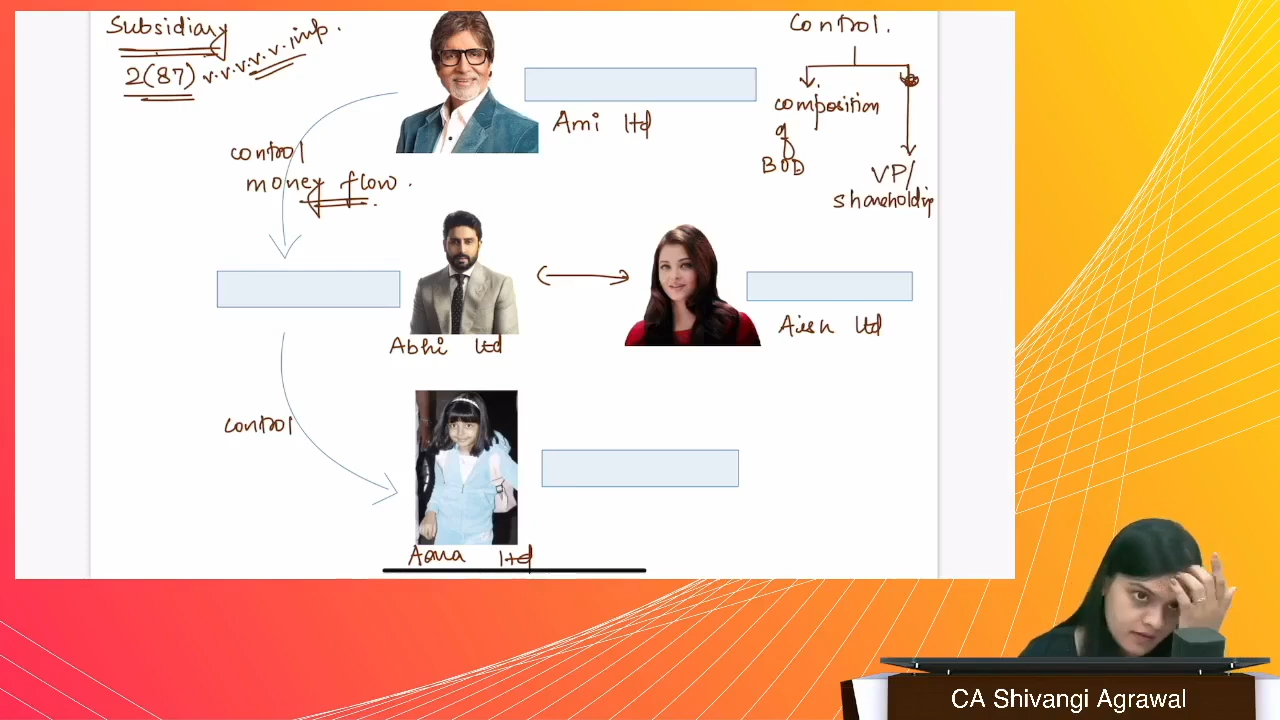 Subsidiary
2(87) v.v.v.v.v.imp.
control
money flow.
Ami ltd
Control.
composition
of
BOD
VP/
shareholding
Abhi ltd
Aish ltd
control
Aara ltd
CA Shivangi Agrawal